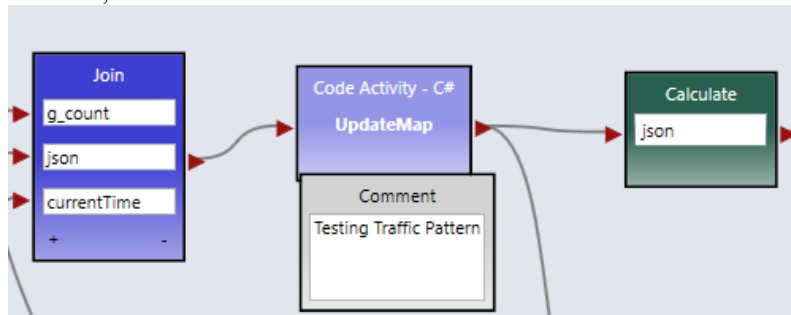 Join
g_count
json
currentTime
+ -
Code Activity - C#
UpdateMap
Comment
Testing Traffic Pattern
Calculate
json